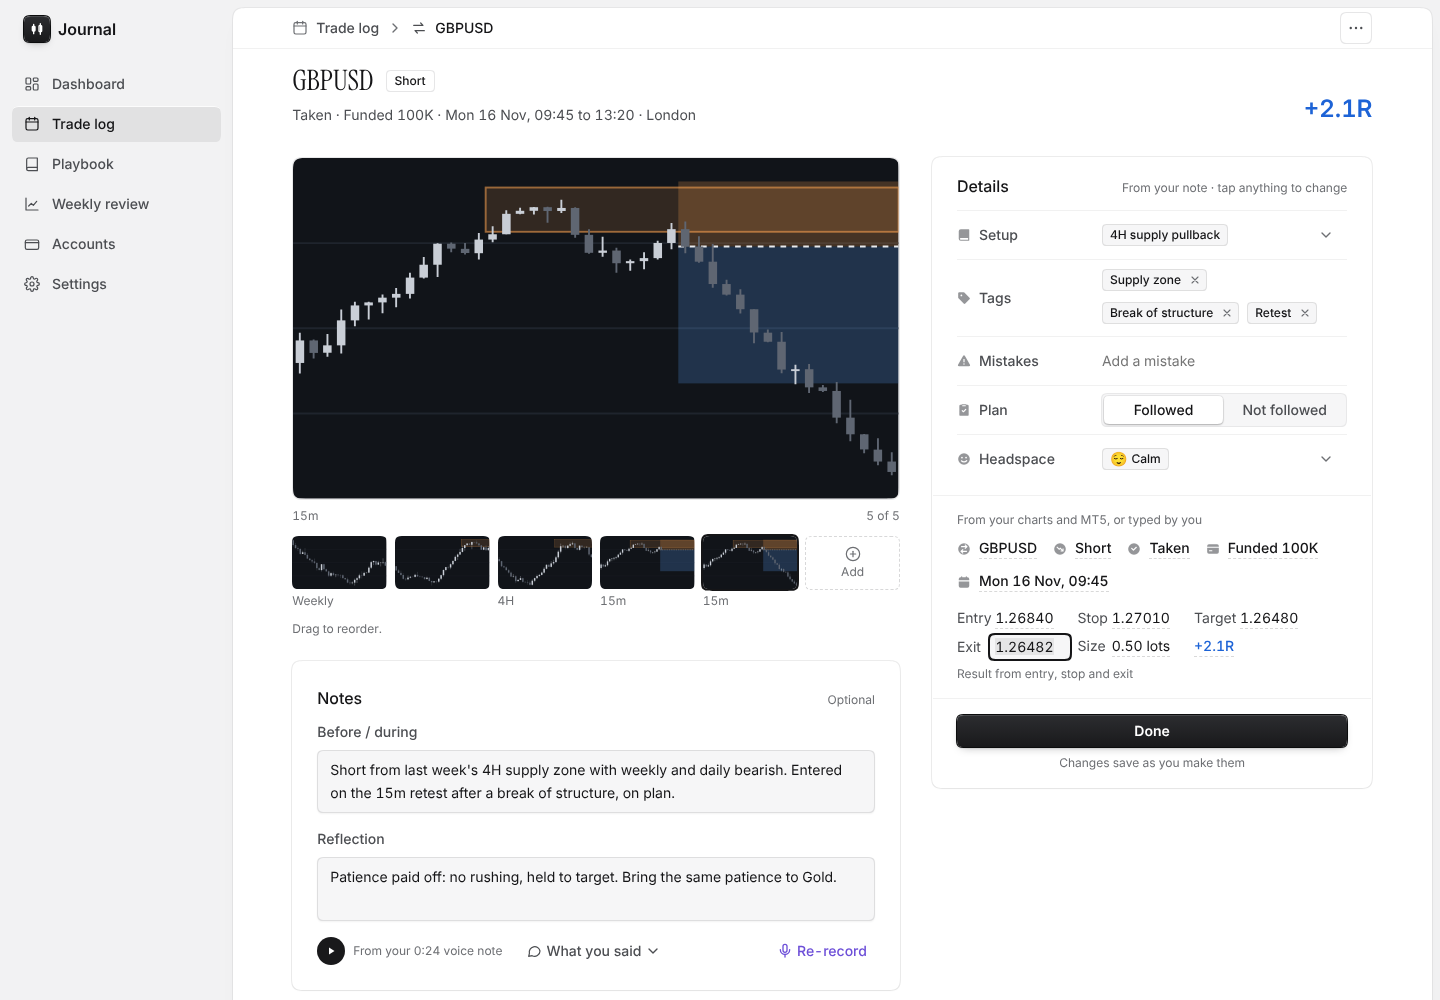 Journal
Dashboard
Trade log
Playbook
Weekly review
Accounts
Settings
Trade log
GBPUSD
GBPUSD
Short
Taken · Funded 100K · Mon 16 Nov, 09:45 to 13:20 · London
+2.1R
15m
5 of 5
Weekly
4H
15m
15m
Add
Drag to reorder.
Notes
Optional
Before / during
Short from last week's 4H supply zone with weekly and daily bearish. Entered
on the 15m retest after a break of structure, on plan.
Reflection
Patience paid off: no rushing, held to target. Bring the same patience to Gold.
From your 0:24 voice note
What you said
Re-record
Details
From your note · tap anything to change
Setup
4H supply pullback
Tags
Supply zone
Break of structure
Retest
Mistakes
Add a mistake
Plan
Followed
Not followed
Headspace
Calm
From your charts and MT5, or typed by you
GBPUSD
Short
Taken
Funded 100K
Mon 16 Nov, 09:45
Entry 1.26840
Stop 1.27010
Target 1.26480
Exit 1.26482
Size 0.50 lots
+2.1R
Result from entry, stop and exit
Done
Changes save as you make them